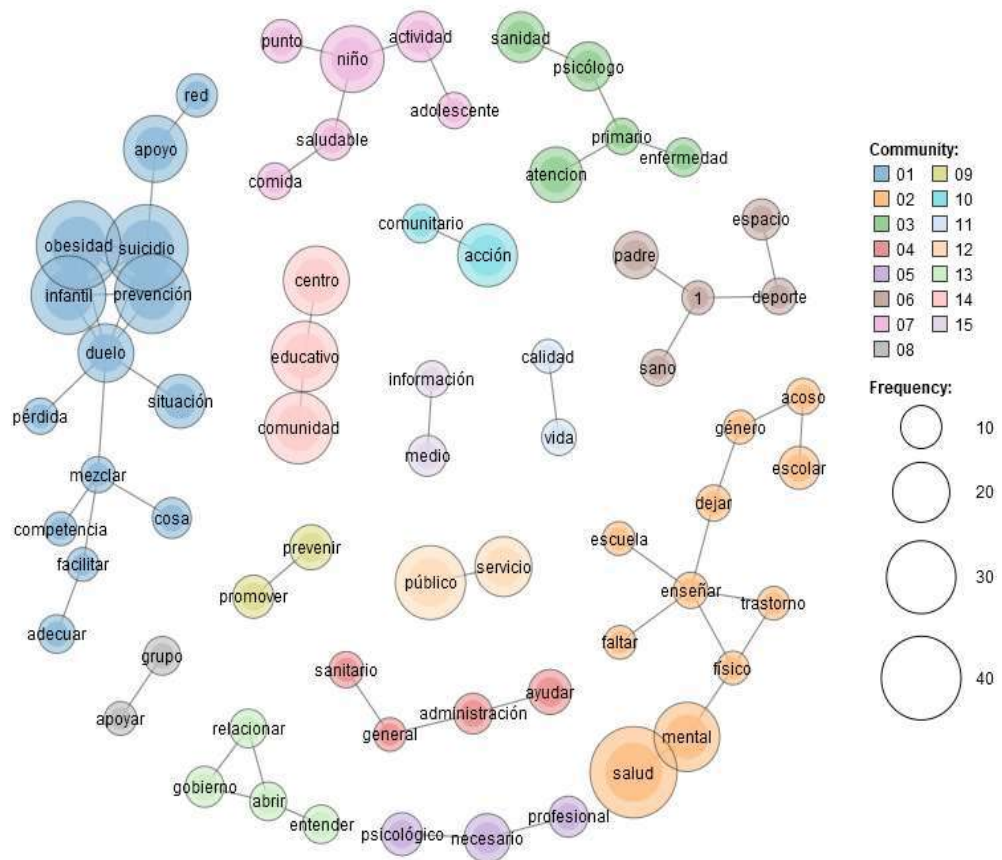 punto
niño
actividad
adolescente
saludable
comida
sanidad
psicólogo
primario
enfermedad
atencion
red
apoyo
obesidad
suicidio
infantil
prevención
duelo
pérdida
situación
mezclar
competencia
cosa
facilitar
adecuar
comunitario
acción
centro
educativo
comunidad
información
medio
calidad
vida
espacio
padre
1
deporte
sano
acoso
género
escolar
dejar
escuela
enseñar
trastorno
faltar
físico
mental
salud
prevenir
promover
público
servicio
grupo
apoyar
sanitario
ayudar
administración
general
relacionar
gobierno
abrir
entender
psicológico
necesario
profesional
Community:
01 09
02 10
03 11
04 12
05 13
06 14
07 15
08
Frequency:
10
20
30
40